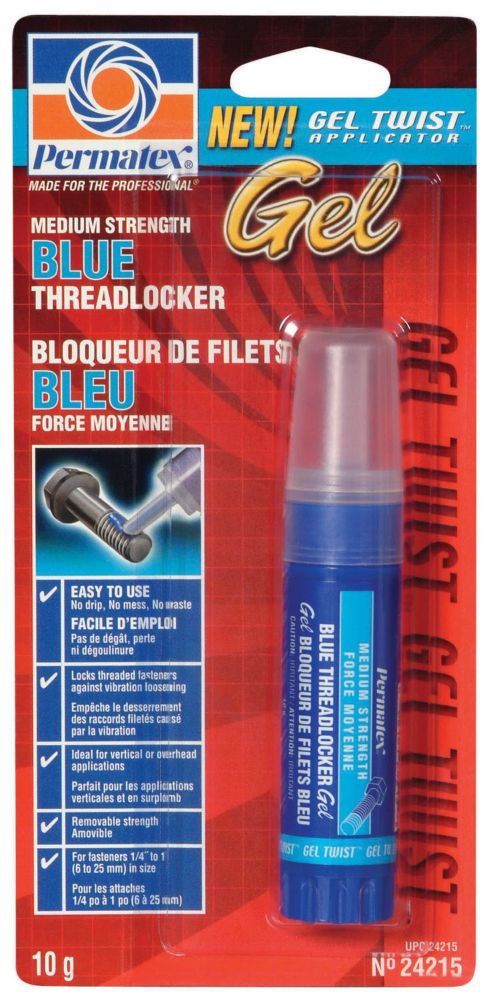 Permatex®
MADE FOR THE PROFESSIONAL®
NEW! GEL TWIST™
APPLICATOR
Gel
MEDIUM STRENGTH
BLUE
THREADLOCKER
BLOQUEUR DE FILETS
BLEU
FORCE MOYENNE
✓ EASY TO USE
No drip, No mess, No waste
FACILE D'EMPLOI
Pas de dégât, perte
ni dégoulinure
✓ Locks threaded fasteners
against vibration loosening
Empêche le desserrement
des raccords filetés causé
par la vibration
✓ Ideal for vertical or overhead
applications
Parfait pour les applications
verticales et en surplomb
✓ Removable strength
Amovible
✓ For fasteners 1/4" to 1
(6 to 25 mm) in size
Pour les attaches
1/4 po à 1 po (6 à 25 mm)
10 g
GEL TWIST GEL TWIST
Permatex®
MEDIUM STRENGTH
FORCE MOYENNE
BLUE THREADLOCKER Gel
Gel BLOQUEUR DE FILETS BLEU
CAUTION: IRRITANT / ATTENTION: IRRITANT
TWIST™ GEL TWIST™ GEL
UPC 24215
No 24215